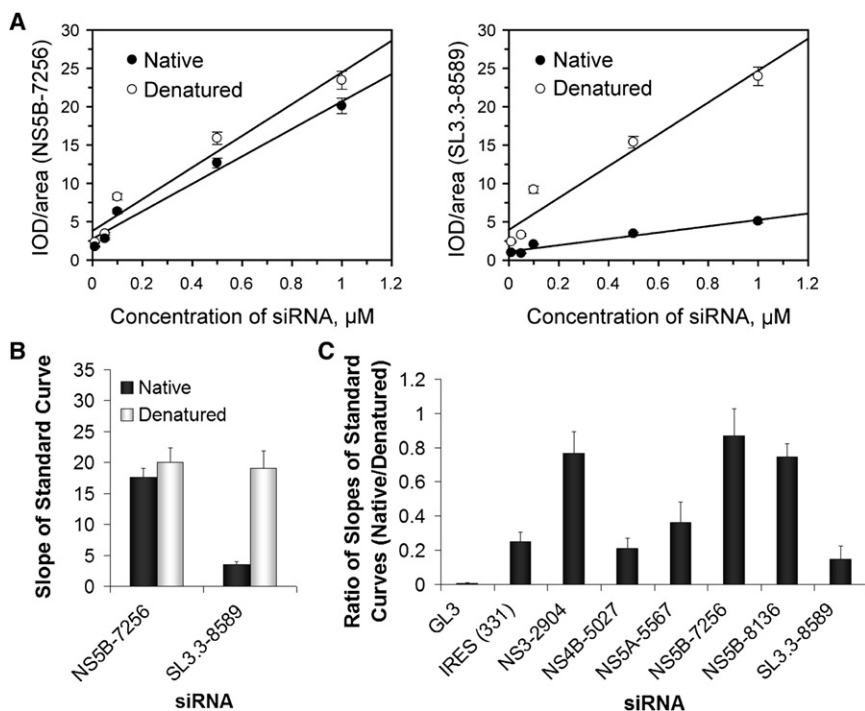 A
IOD/area (NS5B-7256)
30
25
20
15
10
5
0
Native
Denatured
0 0.2 0.4 0.6 0.8 1 1.2
Concentration of siRNA, µM
IOD/area (SL3.3-8589)
30
25
20
15
10
5
0
Native
Denatured
0 0.2 0.4 0.6 0.8 1 1.2
Concentration of siRNA, µM
B
Slope of Standard Curve
35
30
25
20
15
10
5
0
Native
Denatured
NS5B-7256
SL3.3-8589
siRNA
C
Ratio of Slopes of Standard
Curves (Native/Denatured)
1.2
1
0.8
0.6
0.4
0.2
0
GL3
IRES (331)
NS3-2904
NS4B-5027
NS5A-5567
NS5B-7256
NS5B-8136
SL3.3-8589
siRNA